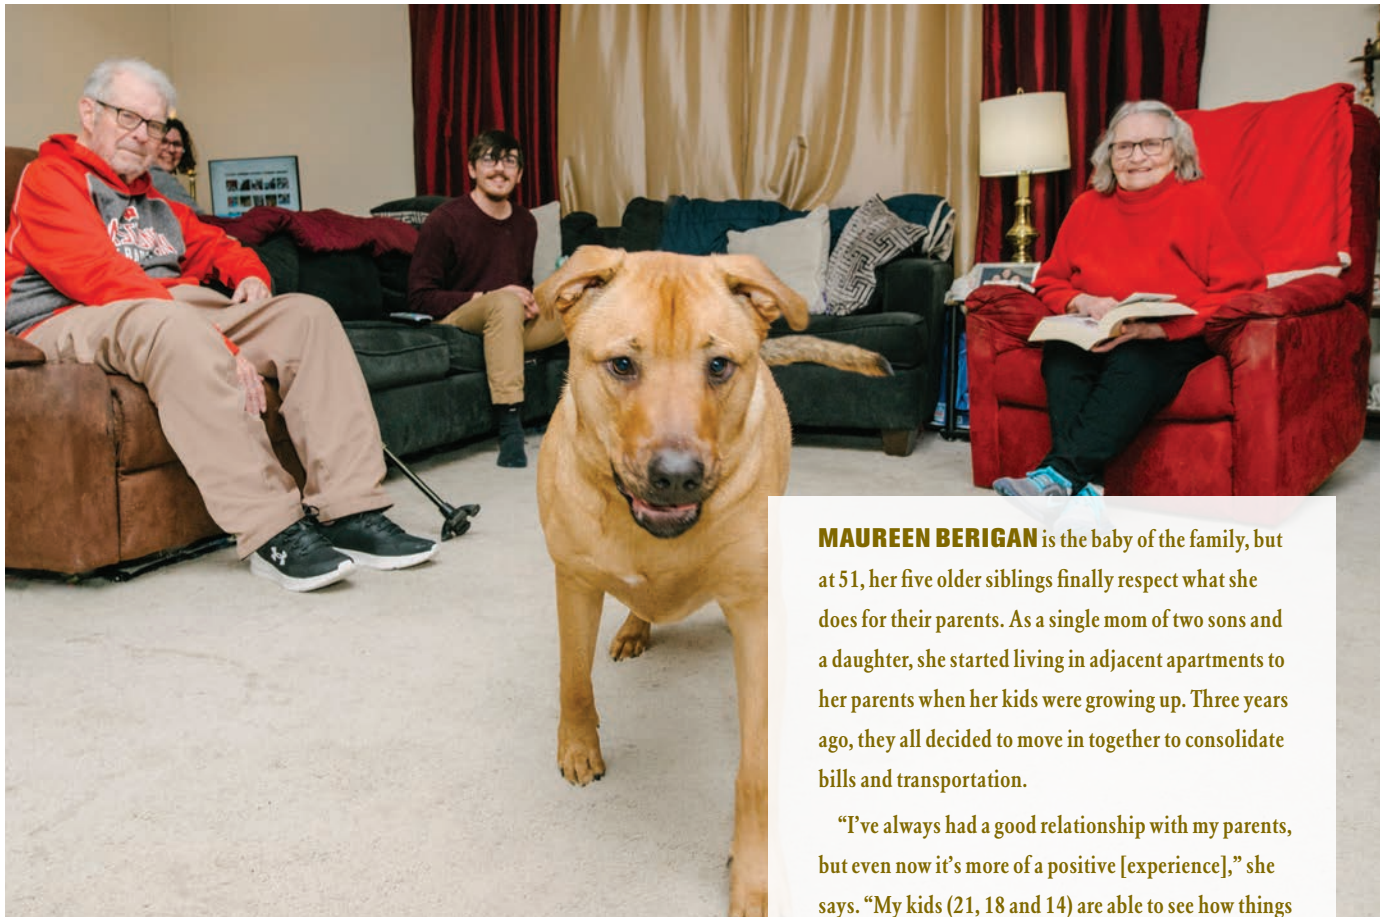 MAUREEN BERIGAN is the baby of the family, but
at 51, her five older siblings finally respect what she
does for their parents. As a single mom of two sons and
a daughter, she started living in adjacent apartments to
her parents when her kids were growing up. Three years
ago, they all decided to move in together to consolidate
bills and transportation.
“I’ve always had a good relationship with my parents,
but even now it’s more of a positive [experience],” she
says. “My kids (21, 18 and 14) are able to see how things